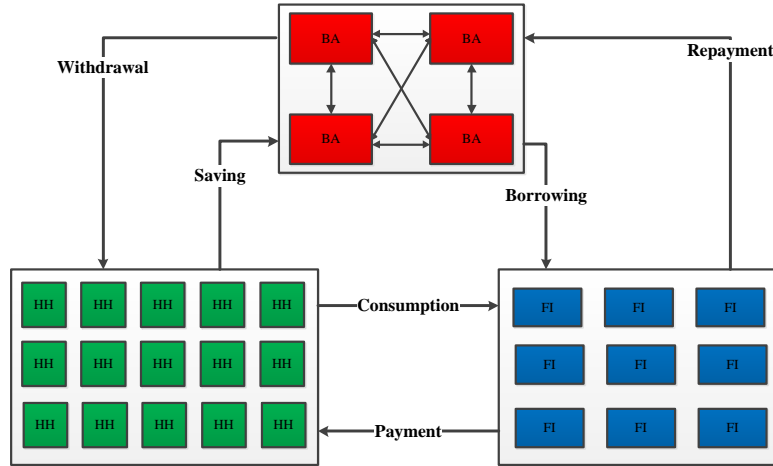 BA BA
Withdrawal
Repayment
BA BA
Saving
Borrowing
HH HH HH HH HH
Consumption
FI FI FI
HH HH HH HH HH
FI FI FI
HH HH HH HH HH
Payment
FI FI FI